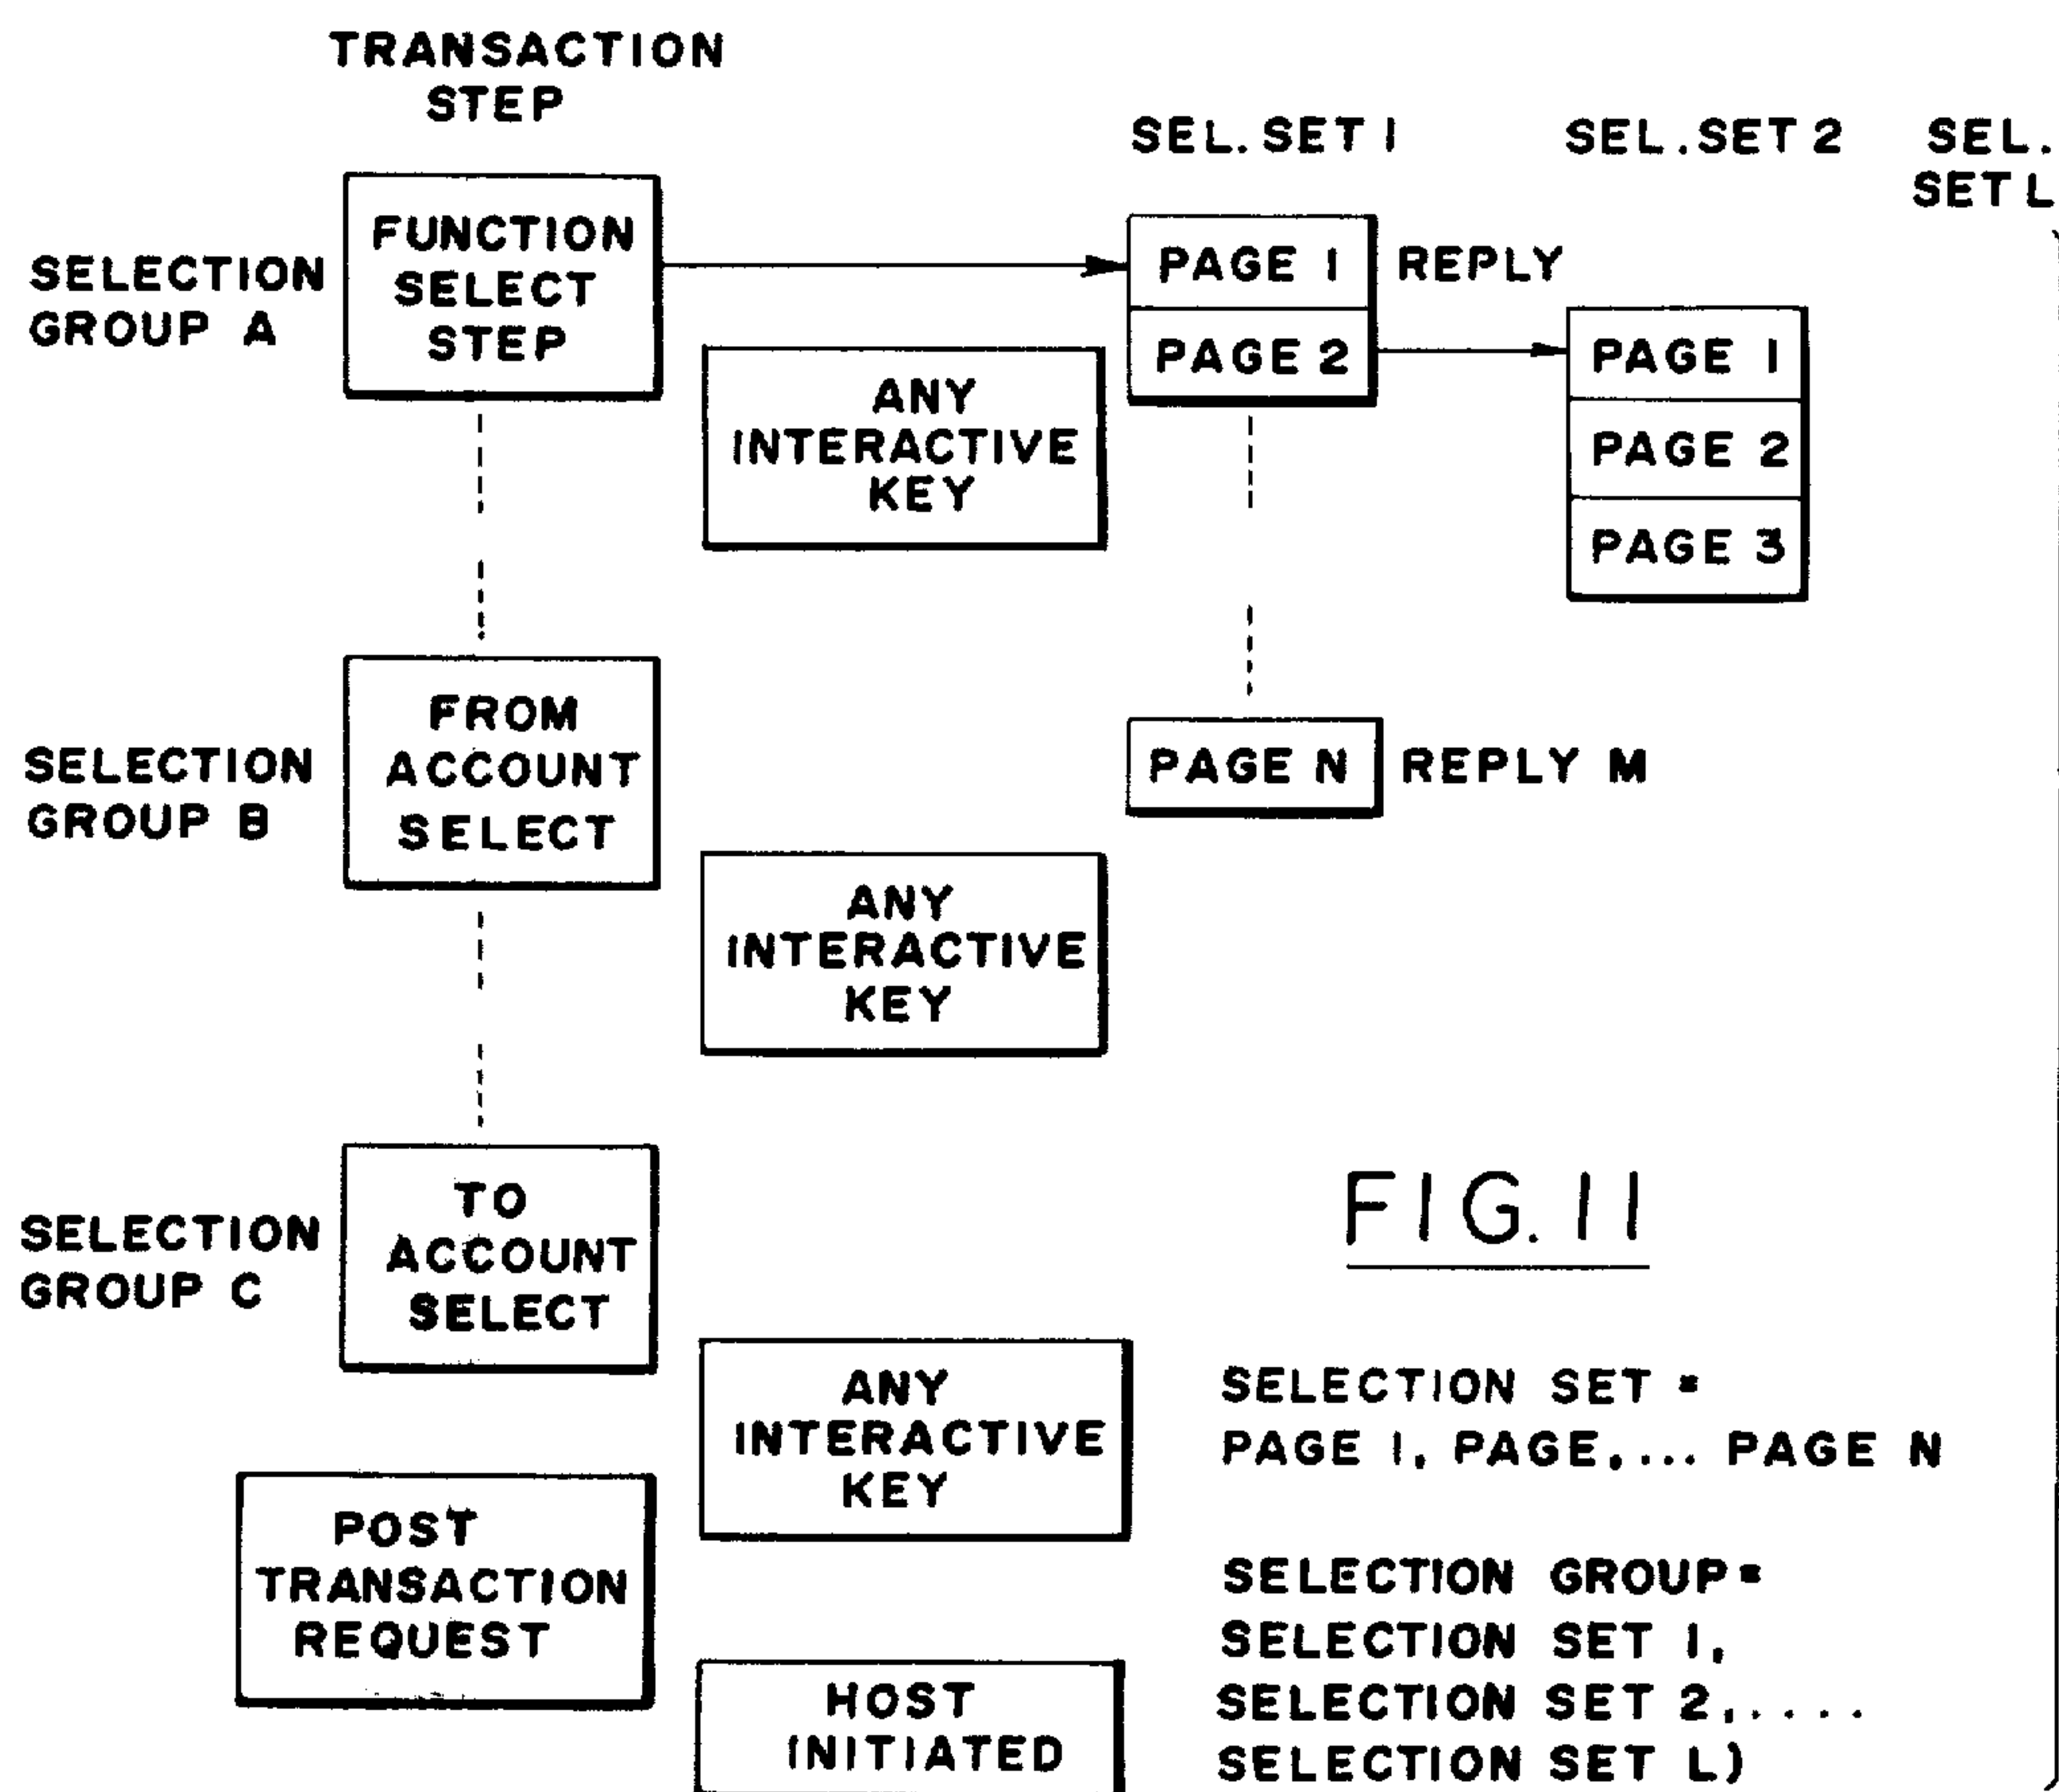 TRANSACTION
STEP
SEL. SET 1
SEL. SET 2
SEL.
SET L
SELECTION
GROUP A
FUNCTION
SELECT
STEP
PAGE 1
REPLY
PAGE 2
PAGE 1
PAGE 2
PAGE 3
ANY
INTERACTIVE
KEY
SELECTION
GROUP B
FROM
ACCOUNT
SELECT
PAGE N
REPLY M
ANY
INTERACTIVE
KEY
SELECTION
GROUP C
TO
ACCOUNT
SELECT
FIG. 11
ANY
INTERACTIVE
KEY
SELECTION SET =
PAGE 1, PAGE,... PAGE N
POST
TRANSACTION
REQUEST
SELECTION GROUP=
SELECTION SET 1,
SELECTION SET 2,....
SELECTION SET L)
HOST
INITIATED